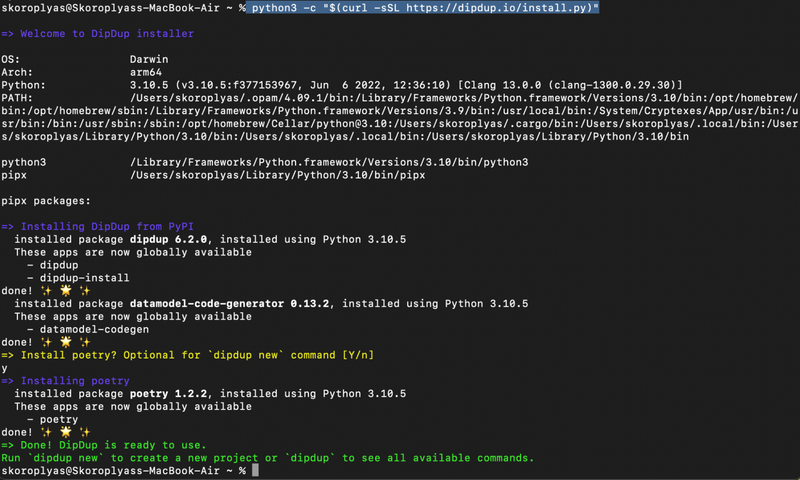 skoroplyas@Skoroplyass-MacBook-Air ~ % python3 -c "$(curl -sSL https://dipdup.io/install.py)"
=> Welcome to DipDup installer
OS: Darwin
Arch: arm64
Python: 3.10.5 (v3.10.5:f377153967, Jun 6 2022, 12:36:10) [Clang 13.0.0 (clang-1300.0.29.30)]
PATH: /Users/skoroplyas/.opam/4.09.1/bin:/Library/Frameworks/Python.framework/Versions/3.10/bin:/opt/homebrew/
bin:/opt/homebrew/sbin:/Library/Frameworks/Python.framework/Versions/3.9/bin:/usr/local/bin:/System/Cryptexes/App/usr/bin:/u
sr/bin:/bin:/usr/sbin:/sbin:/opt/homebrew/Cellar/python@3.10:/Users/skoroplyas/.cargo/bin:/Users/skoroplyas/.local/bin:/User
s/skoroplyas/Library/Python/3.10/bin:/Users/skoroplyas/.local/bin:/Users/skoroplyas/Library/Python/3.10/bin
python3 /Library/Frameworks/Python.framework/Versions/3.10/bin/python3
pipx /Users/skoroplyas/Library/Python/3.10/bin/pipx
pipx packages:
=> Installing DipDup from PyPI
installed package dipdup 6.2.0, installed using Python 3.10.5
These apps are now globally available
- dipdup
- dipdup-install
done! ✨ 🌟 ✨
installed package datamodel-code-generator 0.13.2, installed using Python 3.10.5
These apps are now globally available
- datamodel-codegen
done! ✨ 🌟 ✨
=> Install poetry? Optional for `dipdup new` command [Y/n]
y
=> Installing poetry
installed package poetry 1.2.2, installed using Python 3.10.5
These apps are now globally available
- poetry
done! ✨ 🌟 ✨
=> Done! DipDup is ready to use.
Run `dipdup new` to create a new project or `dipdup` to see all available commands.
skoroplyas@Skoroplyass-MacBook-Air ~ %